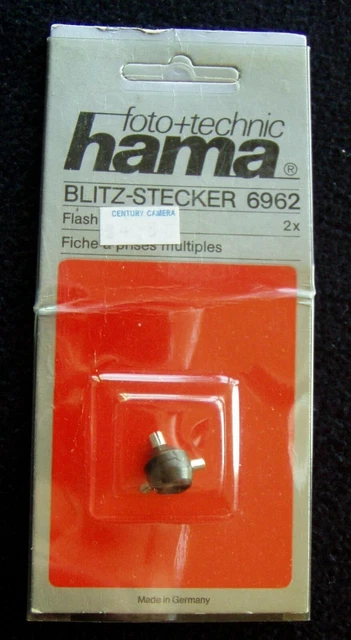 foto+technic
hama®
BLITZ-STECKER 6962
Flash
CENTURY CAMERA
2x
Fiche à prises multiples
Made in Germany